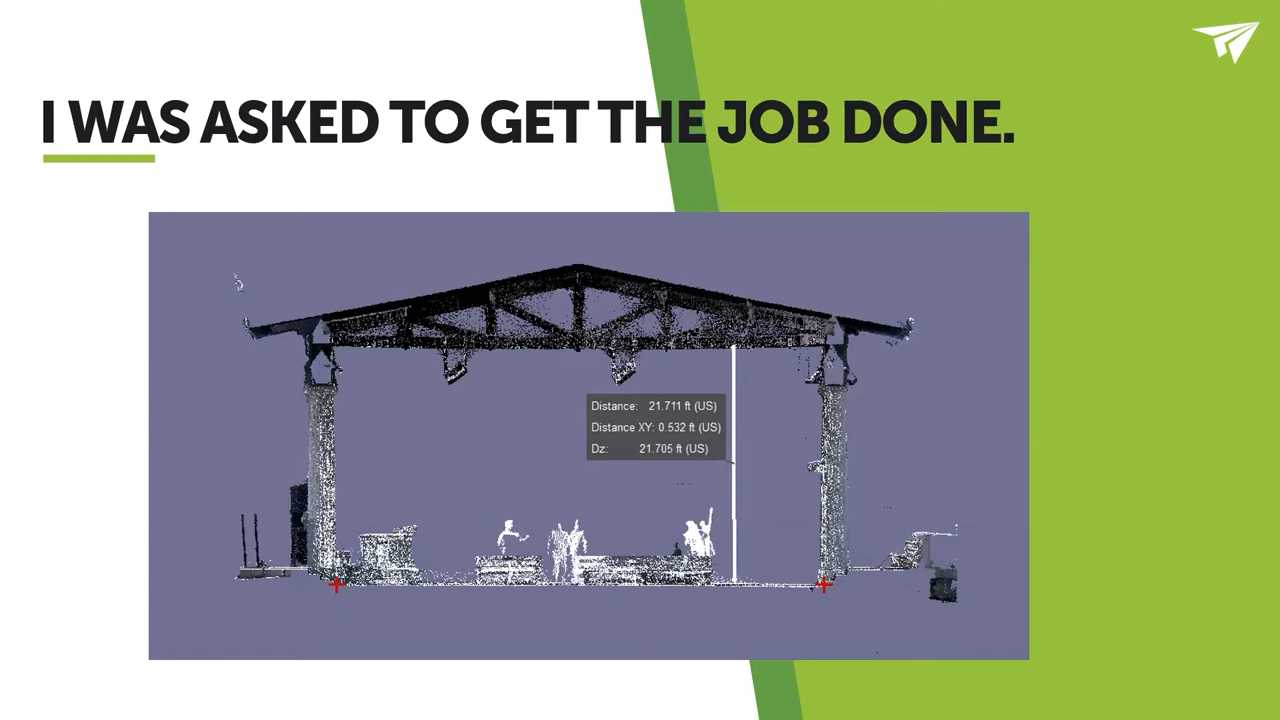 I WAS ASKED TO GET THE JOB DONE.
Distance: 21.711 ft (US)
Distance XY: 0.532 ft (US)
Dz: 21.705 ft (US)